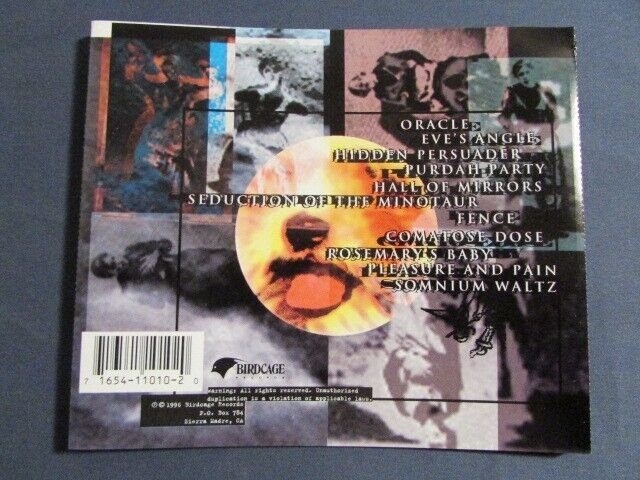 ORACLE
EVE'S ANGLE
HIDDEN PERSUADER
PURDAH PARTY
HALL OF MIRRORS
SEDUCTION OF THE MINOTAUR
FENCE
COMATOSE DOSE
ROSEMARY'S BABY
PLEASURE AND PAIN
SOMNIUM WALTZ
BIRDCAGE
RECORDS
7 1654-11010-2 0
Warning: All rights reserved. Unauthorized
duplication is a violation of applicable laws.
℗ © 1996 Birdcage Records
P.O. Box 784
Sierra Madre, CA